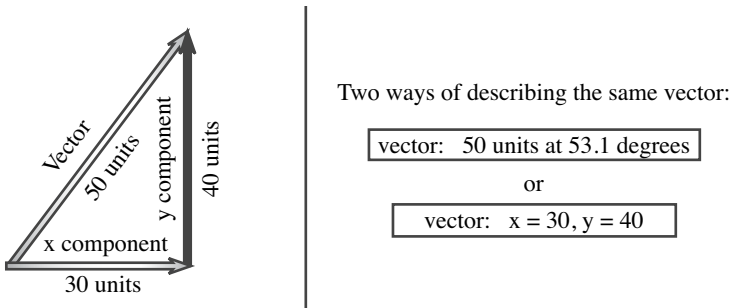 Vector
50 units
y component
40 units
x component
30 units
Two ways of describing the same vector:
vector: 50 units at 53.1 degrees
or
vector: x = 30, y = 40